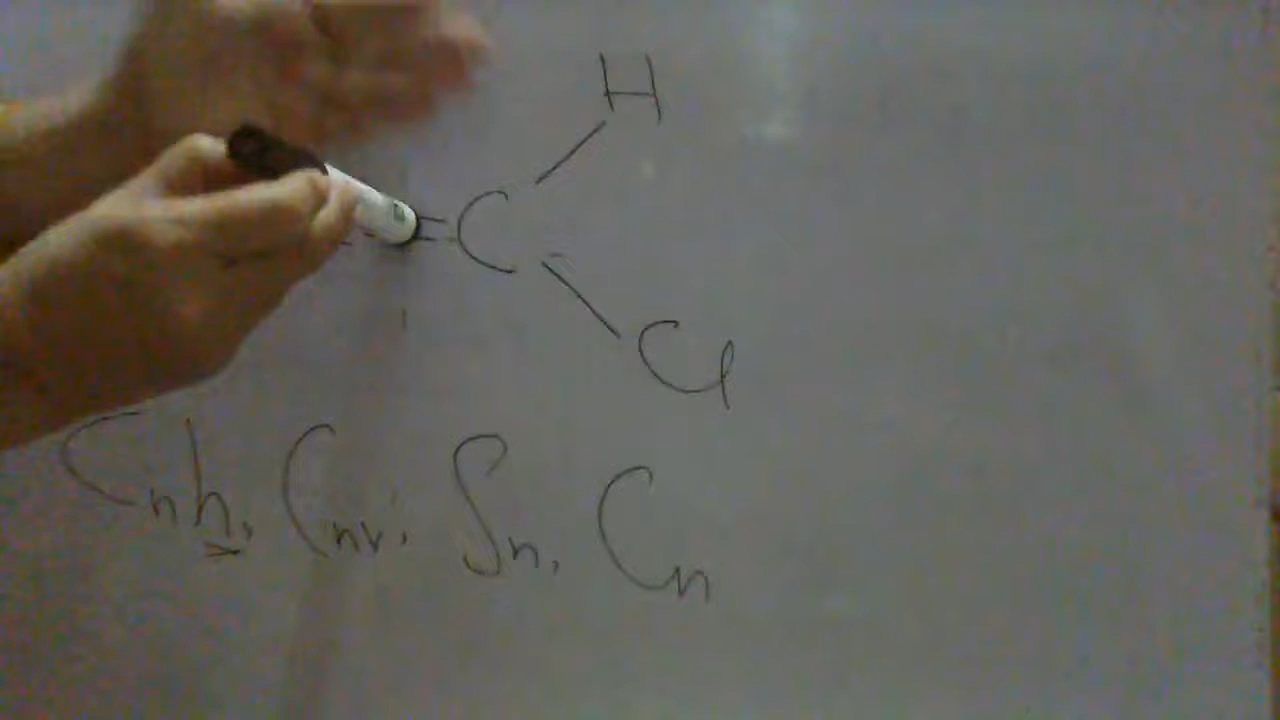 H
=C
Cl
Cnh, Cnv, Sn, Cn